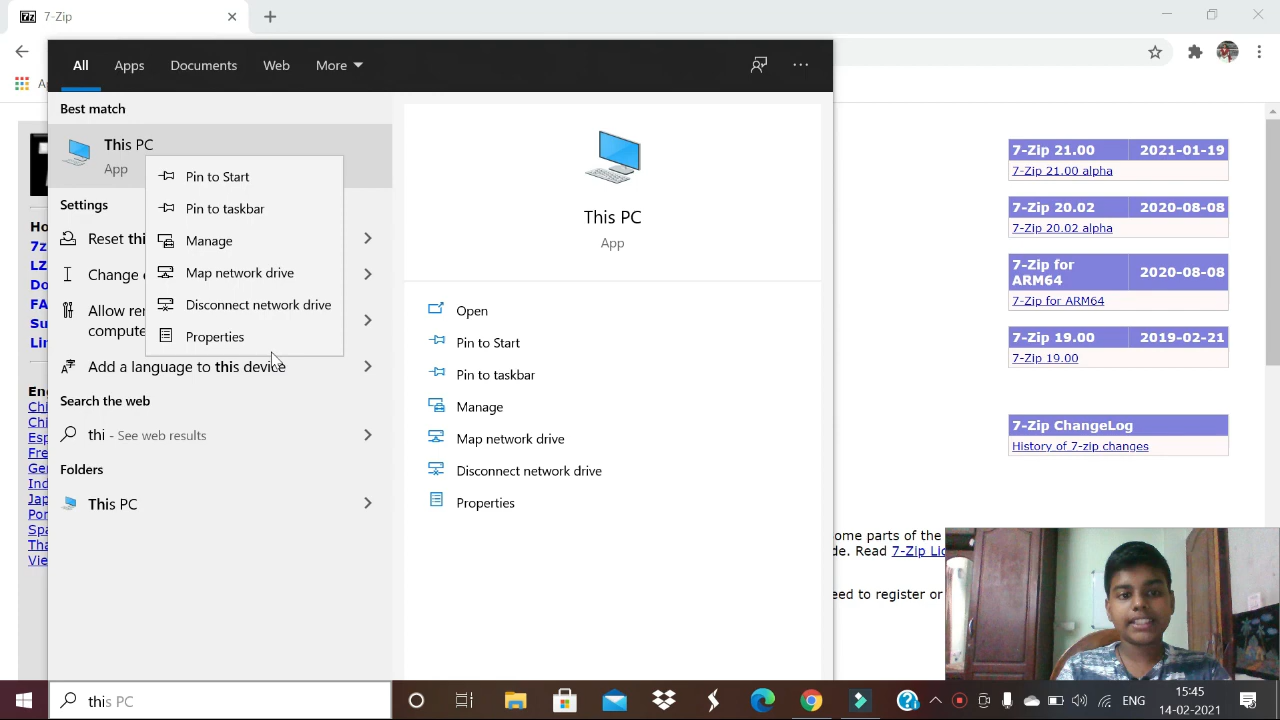 7z 7-Zip
All Apps Documents Web More
Best match
This PC
App
Pin to Start
Pin to taskbar
Manage
Map network drive
Disconnect network drive
Properties
Settings
Reset thi
Change
Allow rem
compute
Add a language to this device
Search the web
thi - See web results
Folders
This PC
This PC
App
Open
Pin to Start
Pin to taskbar
Manage
Map network drive
Disconnect network drive
Properties
Ho
7z
LZ
Do
FA
Su
Lin
Eng
Chi
Chi
Esp
Fre
Ger
Ind
Jap
Por
Spa
Tha
Vie
7-Zip 21.00 2021-01-19
7-Zip 21.00 alpha
7-Zip 20.02 2020-08-08
7-Zip 20.02 alpha
7-Zip for
ARM64 2020-08-08
7-Zip for ARM64
7-Zip 19.00 2019-02-21
7-Zip 19.00
7-Zip ChangeLog
History of 7-zip changes
ome parts of the
de. Read 7-Zip Lic
eed to register or
this PC
ENG
15:45
14-02-2021